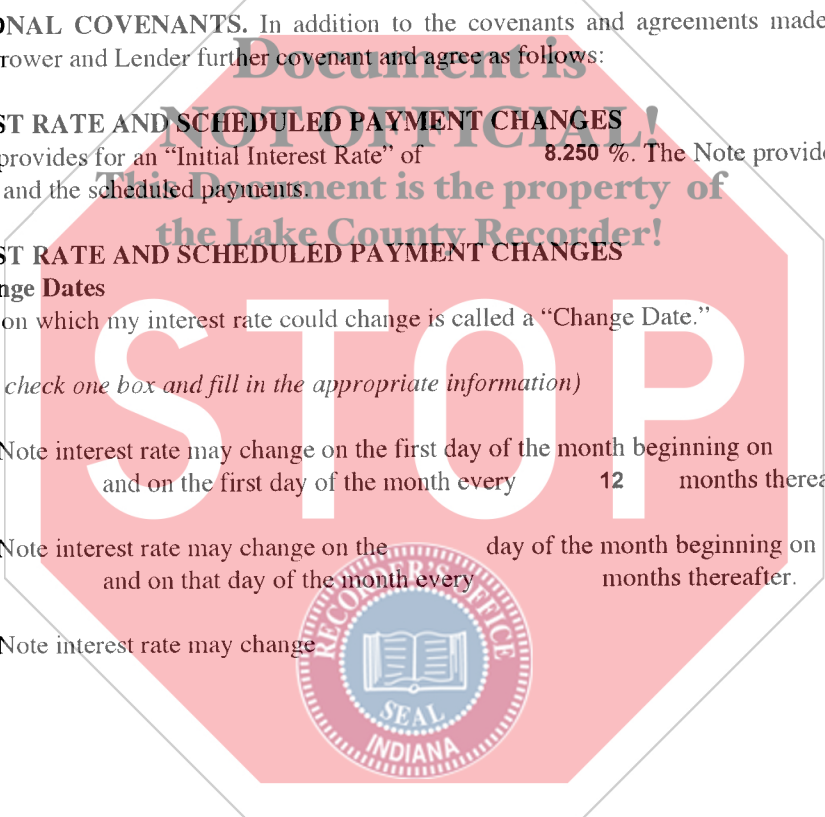 ONAL COVENANTS. In addition to the covenants and agreements made
rower and Lender further covenant and agree as follows:
Document is
NOT OFFICIAL!
ST RATE AND SCHEDULED PAYMENT CHANGES
provides for an “Initial Interest Rate” of 8.250 %. The Note provide
and the scheduled payments.
This Document is the property of
the Lake County Recorder!
ST RATE AND SCHEDULED PAYMENT CHANGES
nge Dates
on which my interest rate could change is called a “Change Date.”
check one box and fill in the appropriate information)
STOP
Note interest rate may change on the first day of the month beginning on
and on the first day of the month every 12 months therea
Note interest rate may change on the day of the month beginning on
and on that day of the month every months thereafter.
Note interest rate may change
RECORDER'S OFFICE
SEAL
INDIANA